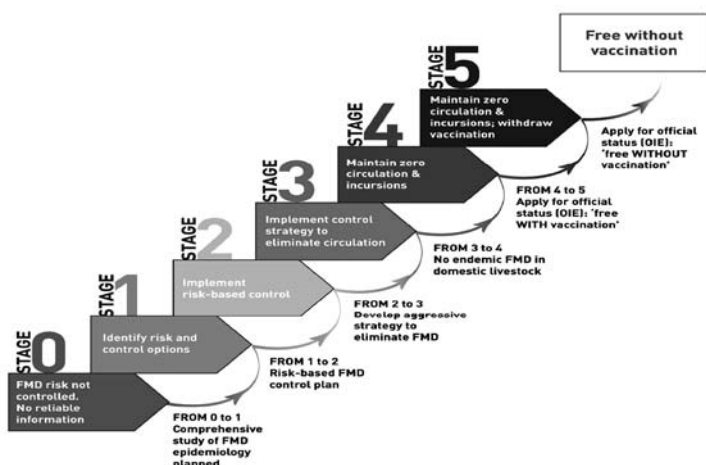 Free without
vaccination
STAGE 5
Maintain zero
circulation &
incursions; withdraw
vaccination
Apply for official
status (OIE):
'free WITHOUT
vaccination'
STAGE 4
Maintain zero
circulation &
incursions
FROM 4 to 5
Apply for official
status (OIE): 'free
WITH vaccination'
STAGE 3
Implement control
strategy to
eliminate circulation
FROM 3 to 4
No endemic FMD in
domestic livestock
STAGE 2
Implement
risk-based control
FROM 2 to 3
Develop aggressive
strategy to
eliminate FMD
STAGE 1
Identify risk and
control options
FROM 1 to 2
Risk-based FMD
control plan
STAGE 0
FMD risk not
controlled.
No reliable
information
FROM 0 to 1
Comprehensive
study of FMD
epidemiology
planned